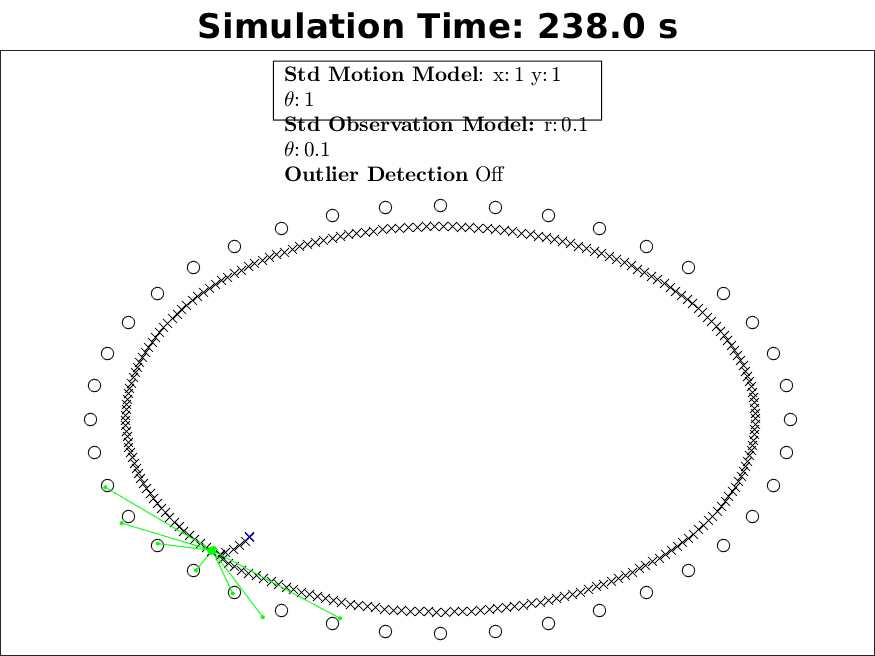 Simulation Time: 238.0 s
Std Motion Model: x: 1 y: 1
θ: 1
Std Observation Model: r: 0.1
θ: 0.1
Outlier Detection Off